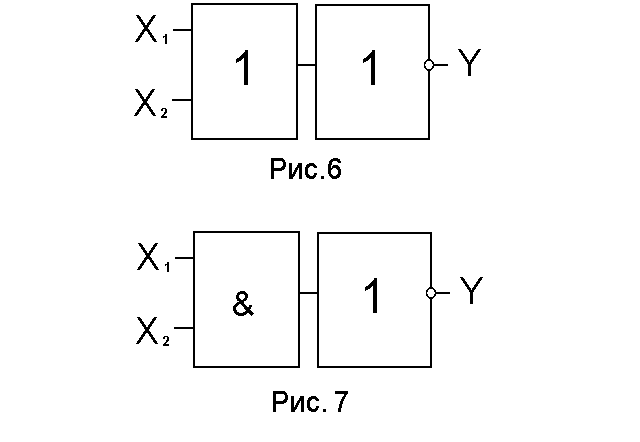 X₁ 1 1 Y
X₂
Рис.6
X₁ & 1 Y
X₂
Рис. 7